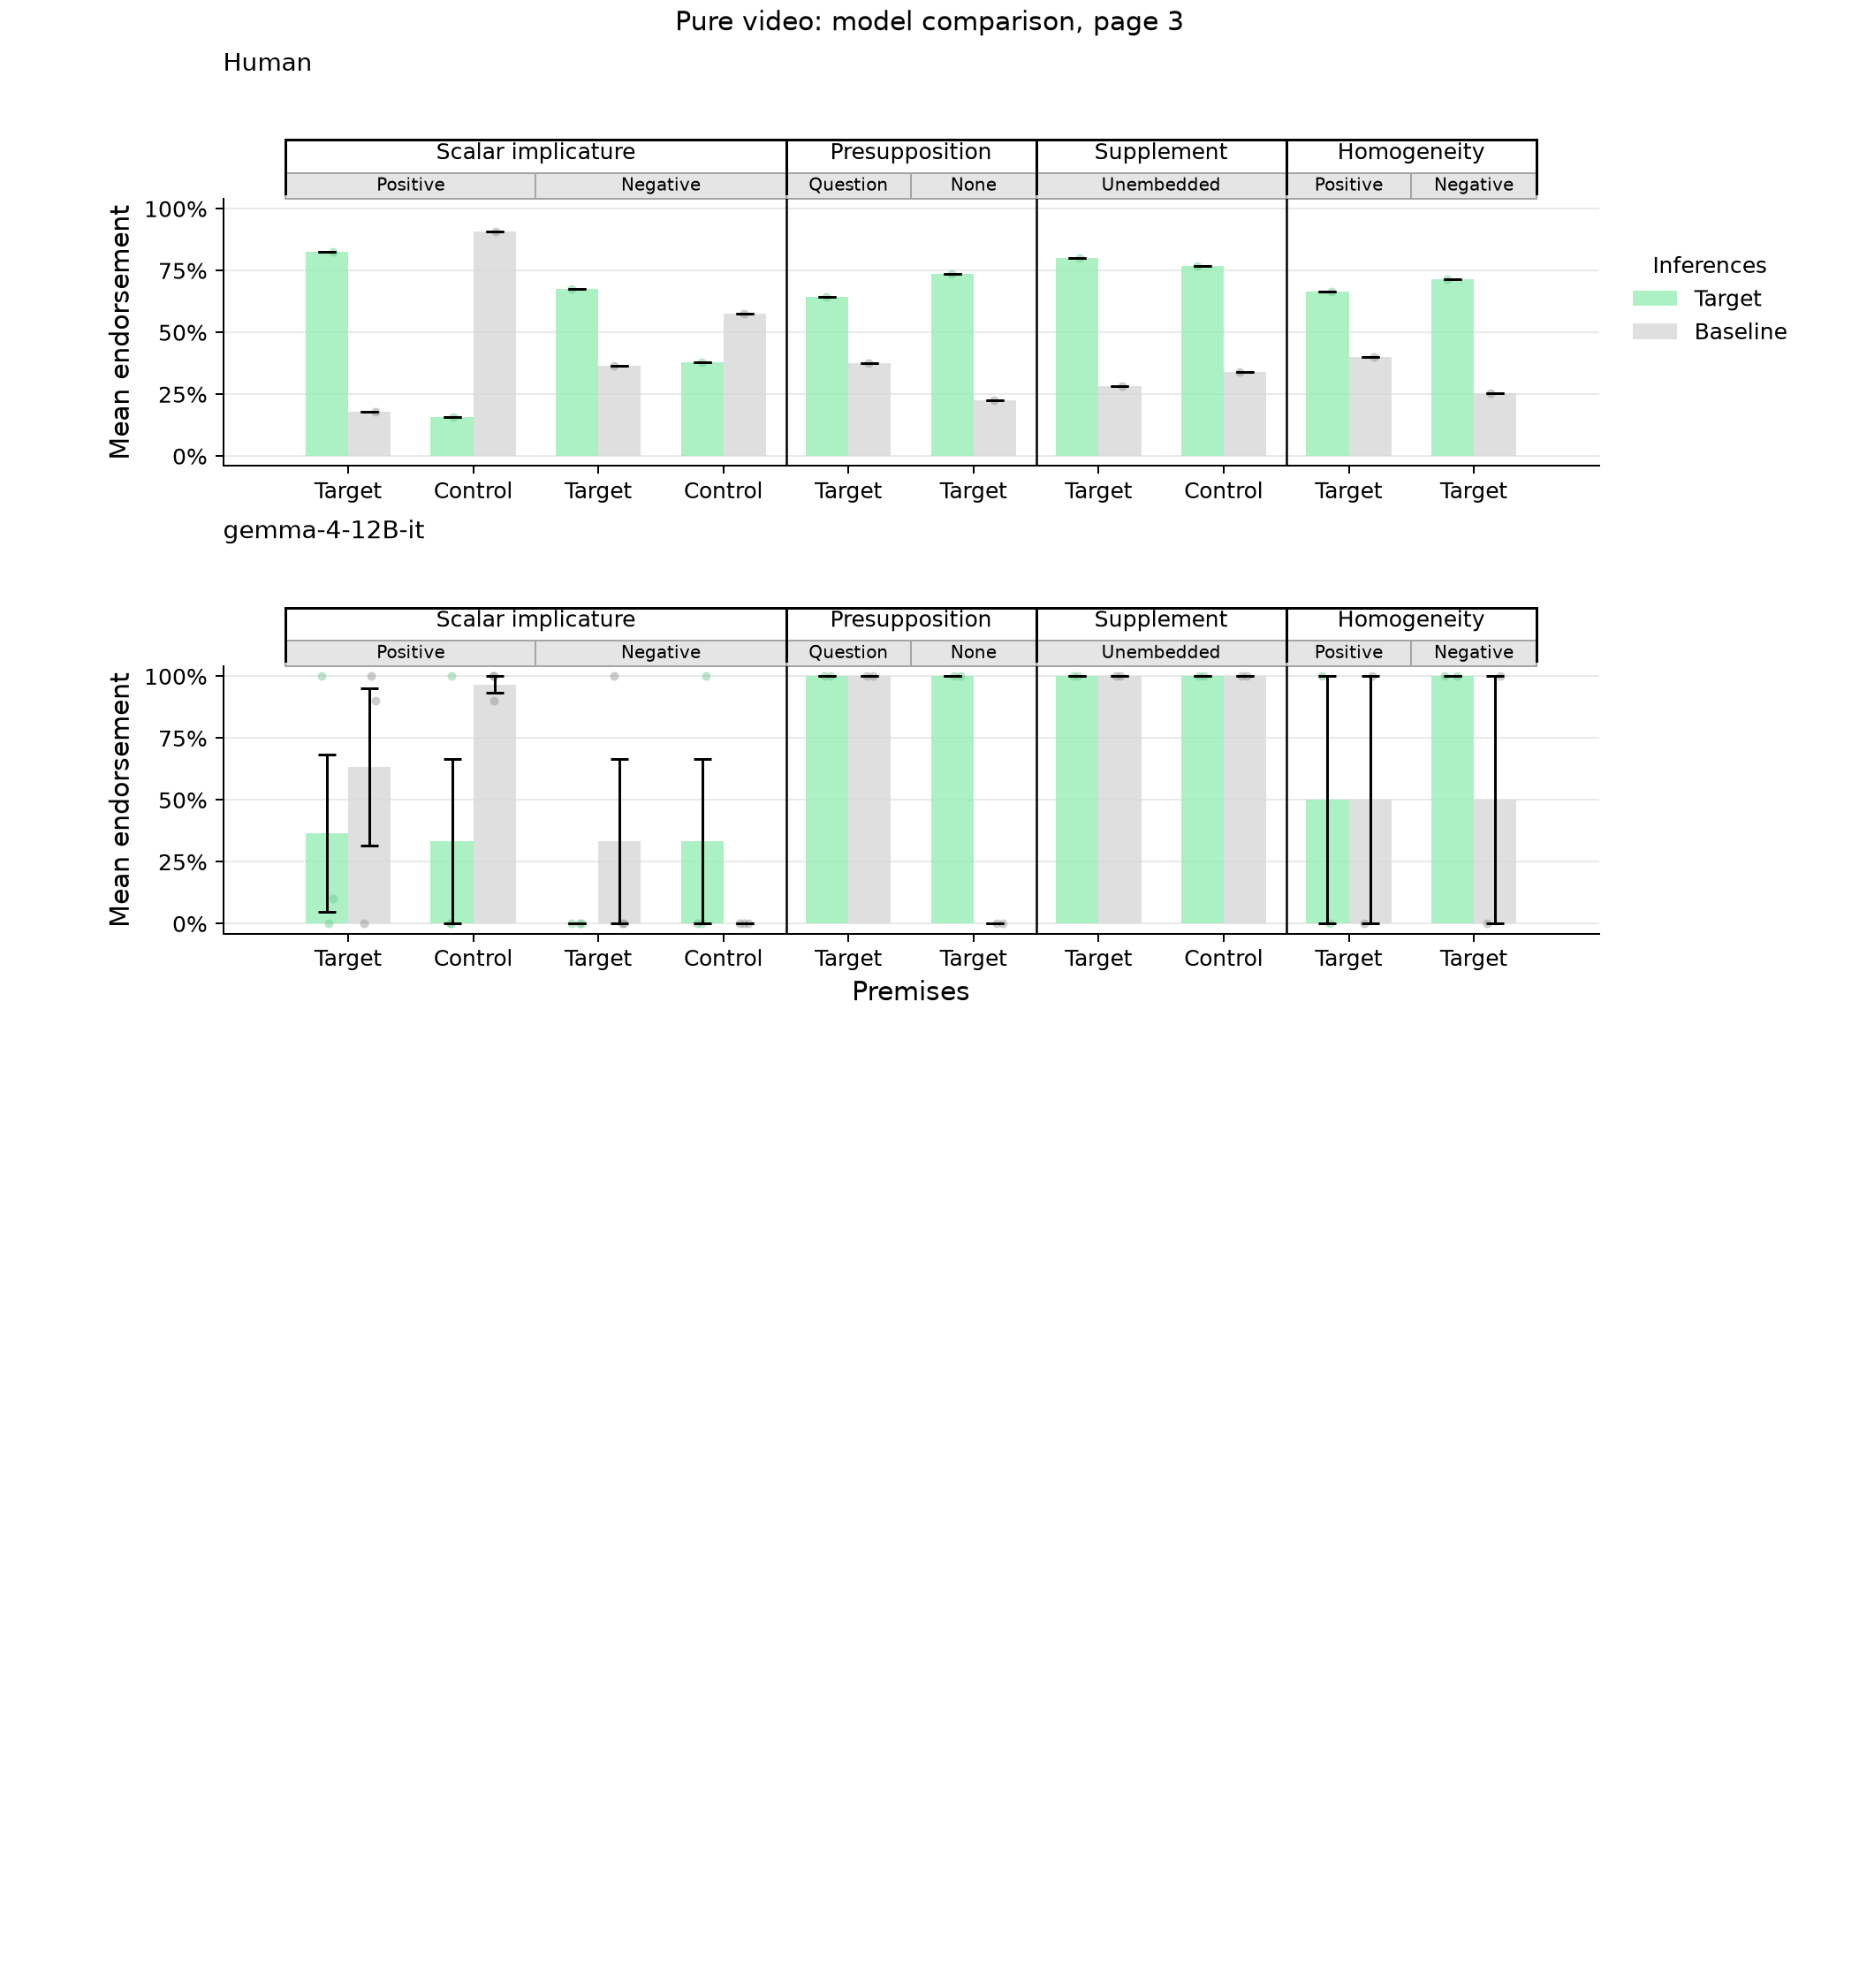 Pure video: model comparison, page 3
Human
Scalar implicature Presupposition Supplement Homogeneity
Positive Negative Question None Unembedded Positive Negative
Mean endorsement
100%
75%
50%
25%
0%
Target Control Target Control Target Target Target Control Target Target
Inferences
Target
Baseline
gemma-4-12B-it
Scalar implicature Presupposition Supplement Homogeneity
Positive Negative Question None Unembedded Positive Negative
Mean endorsement
100%
75%
50%
25%
0%
Target Control Target Control Target Target Target Control Target Target
Premises